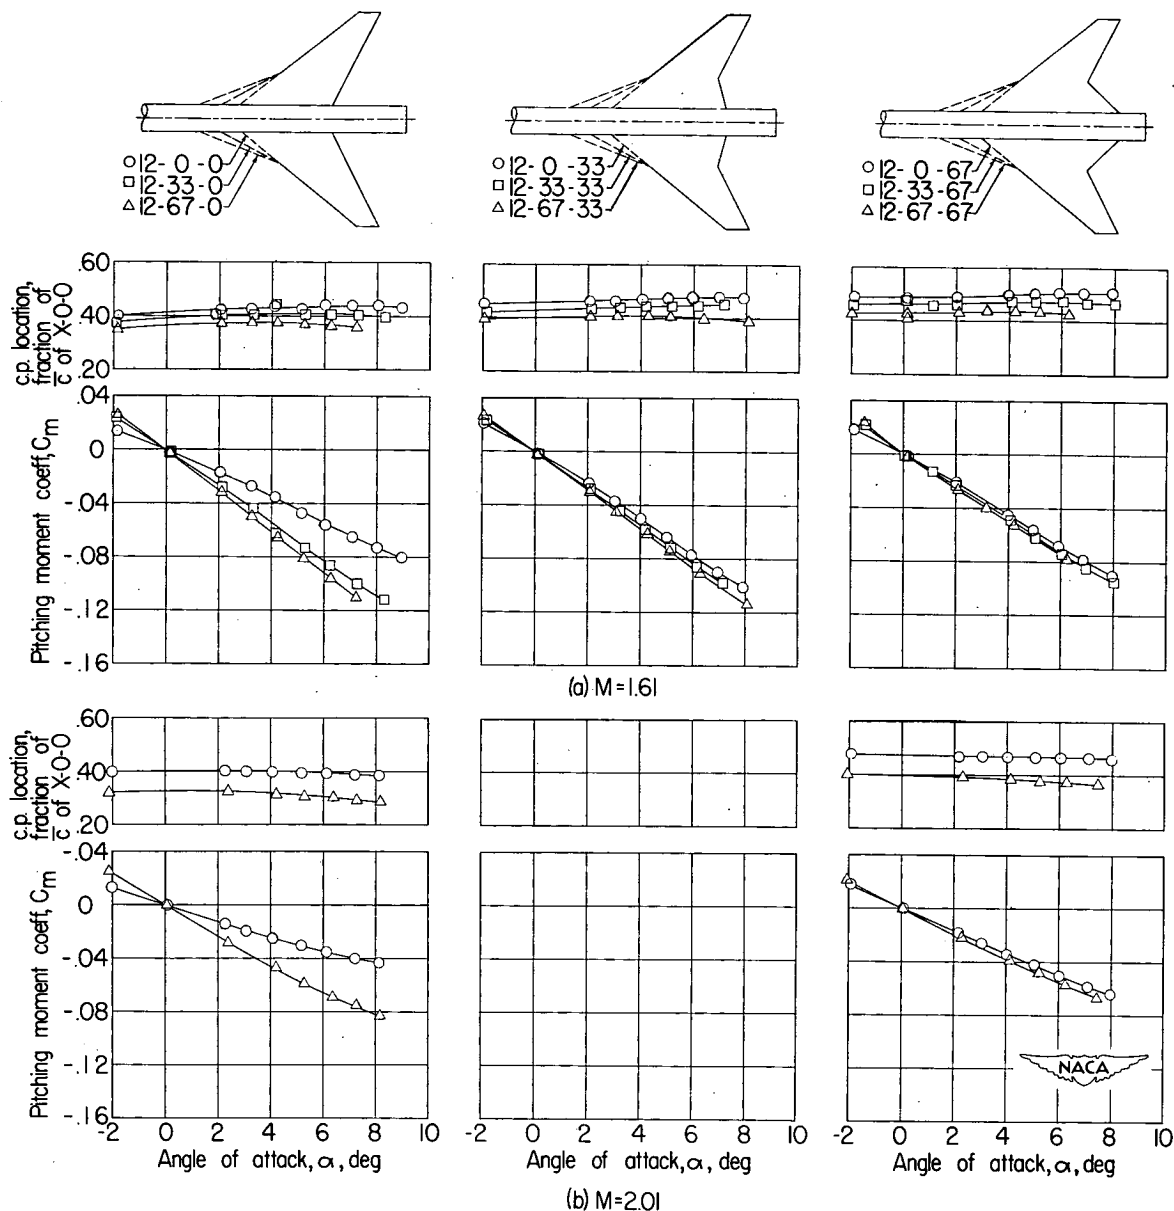 12-0-0
12-33-0
12-67-0
12-0-33
12-33-33
12-67-33
12-0-67
12-33-67
12-67-67
c.p. location,
fraction of
c̅ of X-0-0
.60
.40
.20
Pitching moment coeff, Cm
.04
0
-.04
-.08
-.12
-.16
(a) M=1.61
c.p. location,
fraction of
c̅ of X-0-0
.60
.40
.20
Pitching moment coeff, Cm
-.04
0
-.04
-.08
-.12
-.16
-2 0 2 4 6 8 10
-2 0 2 4 6 8 10
-2 0 2 4 6 8 10
Angle of attack, α, deg
Angle of attack, α, deg
Angle of attack, α, deg
NACA
(b) M=2.01